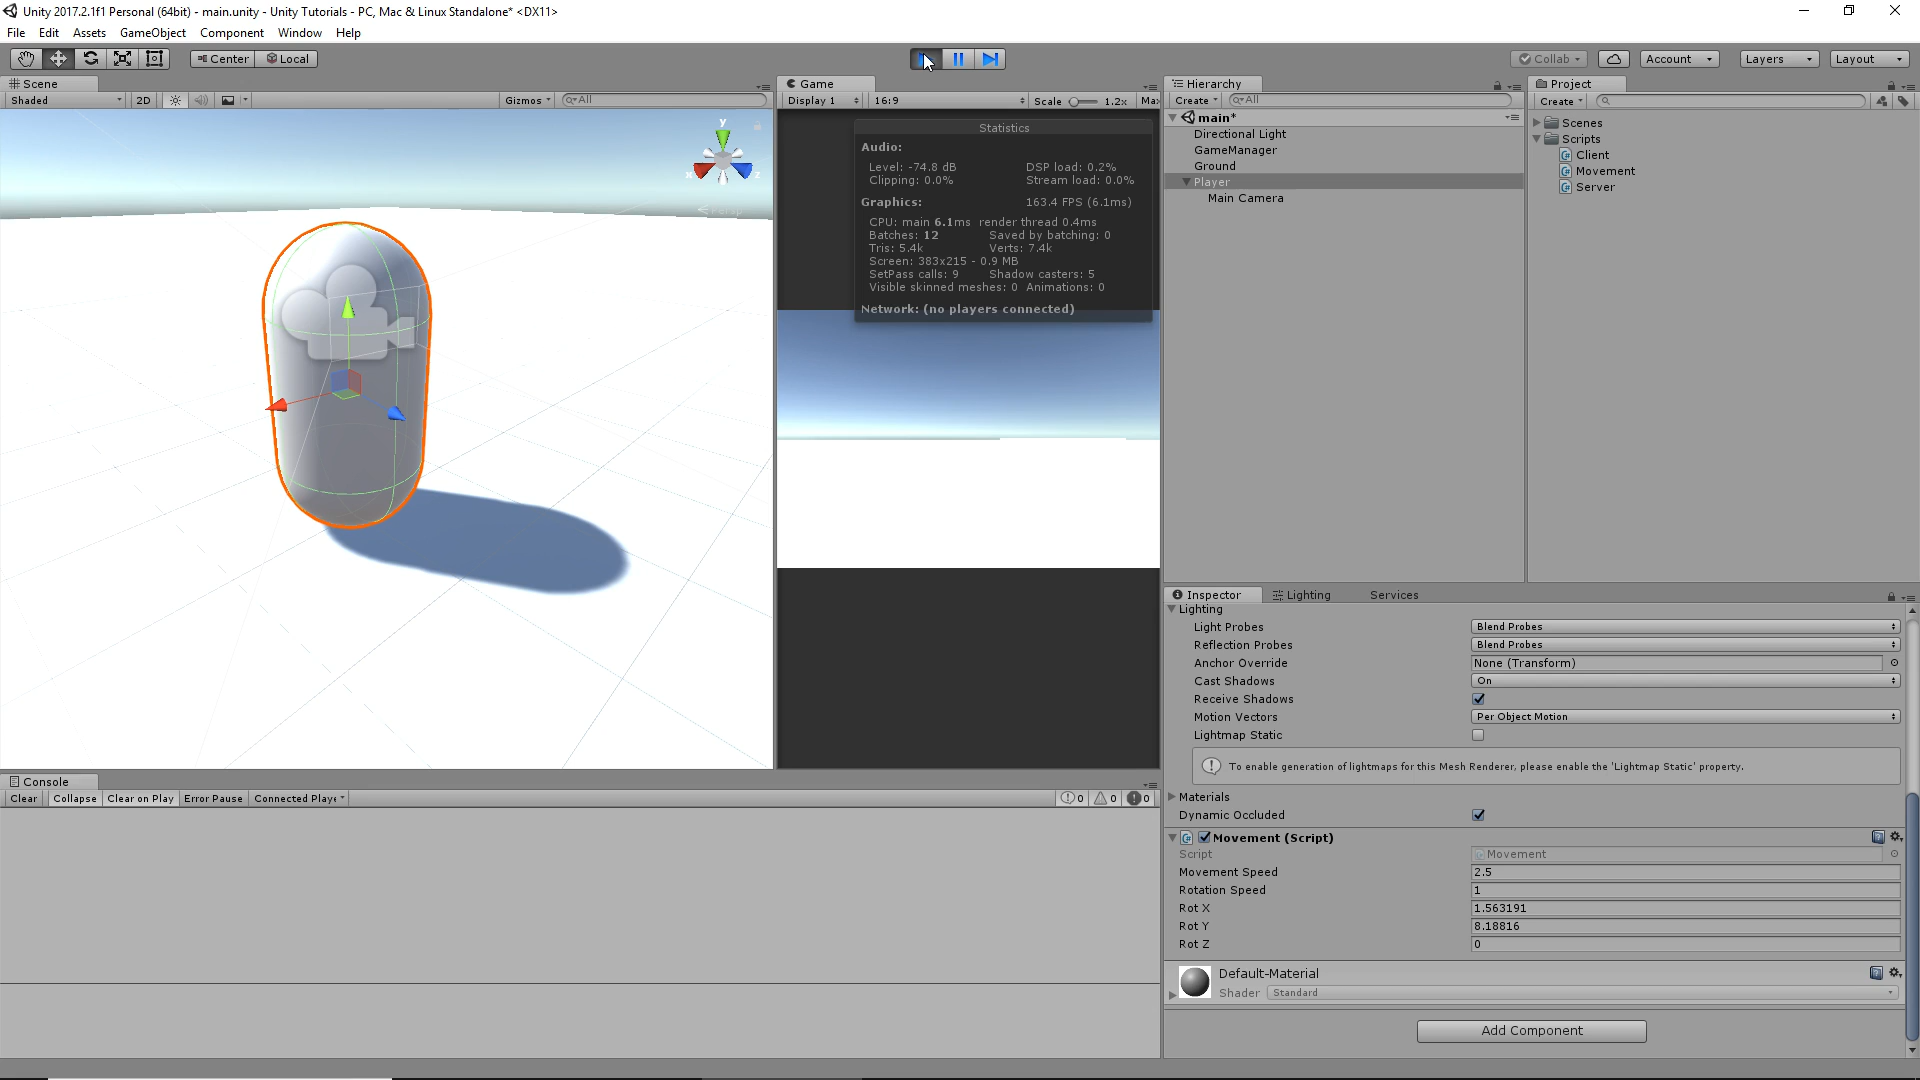 Unity 2017.2.1f1 Personal (64bit) - main.unity - Unity Tutorials - PC, Mac & Linux Standalone* <DX11>
File Edit Assets GameObject Component Window Help
Center Local
Collab Account Layers Layout
Scene
Shaded 2D Gizmos All
y
x
z
Persp
Game
Display 1 16:9 Scale 1.2x Max
Statistics
Audio:
Level: -74.8 dB DSP load: 0.2%
Clipping: 0.0% Stream load: 0.0%
Graphics: 163.4 FPS (6.1ms)
CPU: main 6.1ms render thread 0.4ms
Batches: 12 Saved by batching: 0
Tris: 5.4k Verts: 7.4k
Screen: 383x215 - 0.9 MB
SetPass calls: 9 Shadow casters: 5
Visible skinned meshes: 0 Animations: 0
Network: (no players connected)
Hierarchy
Create All
main*
Directional Light
GameManager
Ground
Player
Main Camera
Project
Create
Scenes
Scripts
Client
Movement
Server
Inspector Lighting Services
Lighting
Light Probes Blend Probes
Reflection Probes Blend Probes
Anchor Override None (Transform)
Cast Shadows On
Receive Shadows
Motion Vectors Per Object Motion
Lightmap Static
To enable generation of lightmaps for this Mesh Renderer, please enable the 'Lightmap Static' property.
Materials
Dynamic Occluded
Movement (Script)
Script Movement
Movement Speed 2.5
Rotation Speed 1
Rot X 1.563191
Rot Y 8.18816
Rot Z 0
Default-Material
Shader Standard
Add Component
Console
Clear Collapse Clear on Play Error Pause Connected Playe
0 0 0